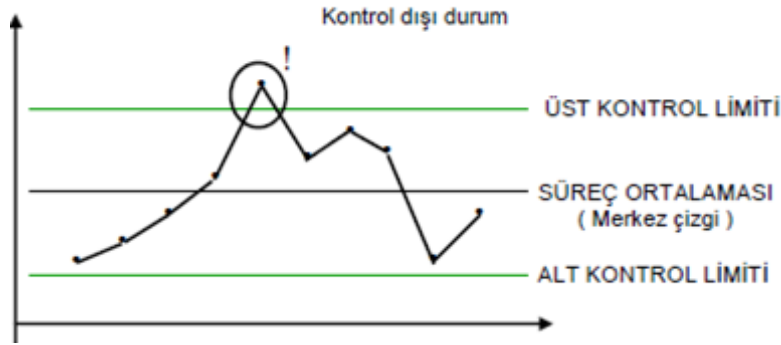 Kontrol dışı durum
!
ÜST KONTROL LİMİTİ
SÜREÇ ORTALAMASI
( Merkez çizgi )
ALT KONTROL LİMİTİ